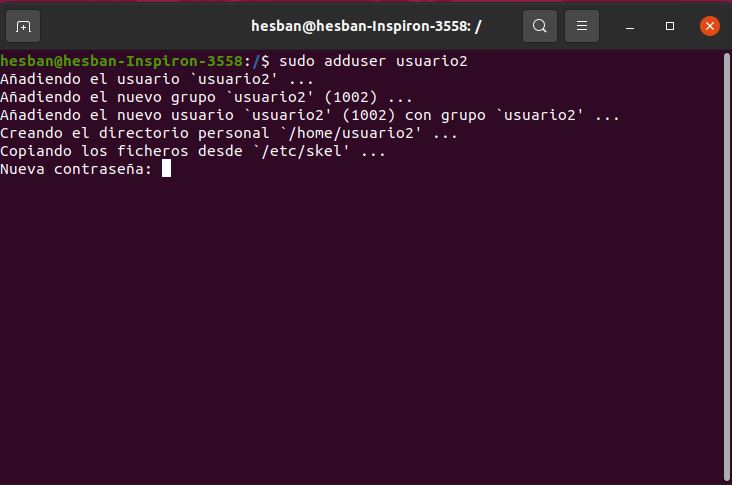 hesban@hesban-Inspiron-3558: /
hesban@hesban-Inspiron-3558:/$ sudo adduser usuario2
Añadiendo el usuario `usuario2' ...
Añadiendo el nuevo grupo `usuario2' (1002) ...
Añadiendo el nuevo usuario `usuario2' (1002) con grupo `usuario2' ...
Creando el directorio personal `/home/usuario2' ...
Copiando los ficheros desde `/etc/skel' ...
Nueva contraseña: